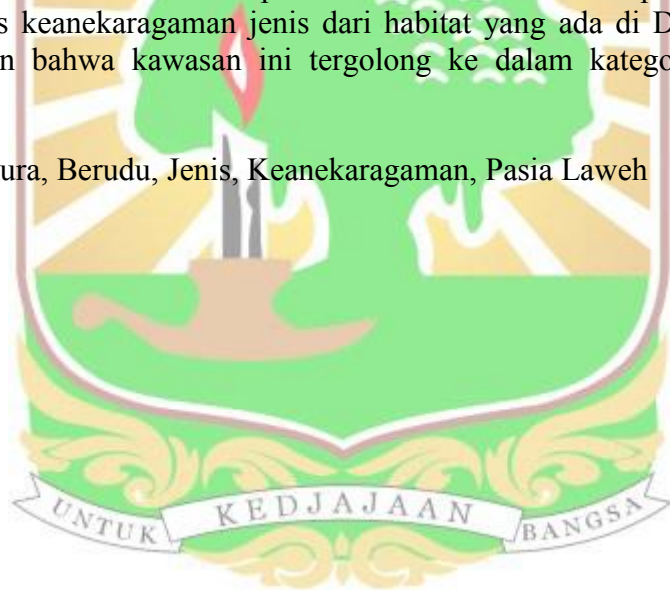 s keanekaragaman jenis dari habitat yang ada di D
n bahwa kawasan ini tergolong ke dalam katego
ura, Berudu, Jenis, Keanekaragaman, Pasia Laweh
UNTUK KEDJAJAAN BANGSA